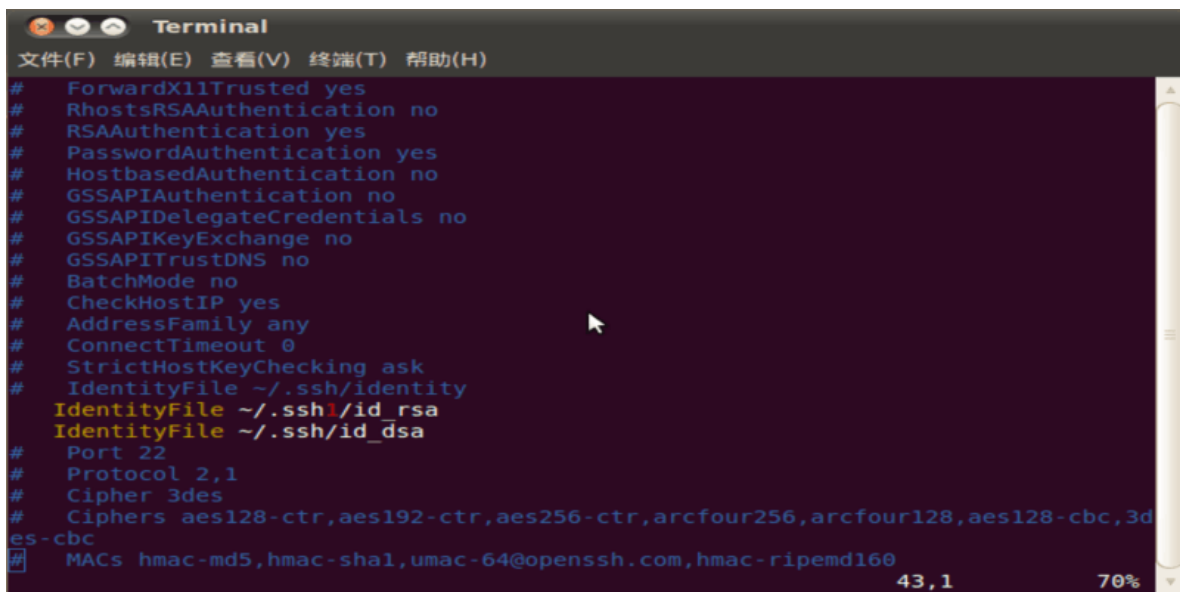 Terminal
文件(F) 编辑(E) 查看(V) 终端(T) 帮助(H)
#   ForwardX11Trusted yes
#   RhostsRSAAuthentication no
#   RSAAuthentication yes
#   PasswordAuthentication yes
#   HostbasedAuthentication no
#   GSSAPIAuthentication no
#   GSSAPIDelegateCredentials no
#   GSSAPIKeyExchange no
#   GSSAPITrustDNS no
#   BatchMode no
#   CheckHostIP yes
#   AddressFamily any
#   ConnectTimeout 0
#   StrictHostKeyChecking ask
#   IdentityFile ~/.ssh/identity
   IdentityFile ~/.ssh1/id_rsa
   IdentityFile ~/.ssh/id_dsa
#   Port 22
#   Protocol 2,1
#   Cipher 3des
#   Ciphers aes128-ctr,aes192-ctr,aes256-ctr,arcfour256,arcfour128,aes128-cbc,3d
es-cbc
#   MACs hmac-md5,hmac-sha1,umac-64@openssh.com,hmac-ripemd160
43,1 70%